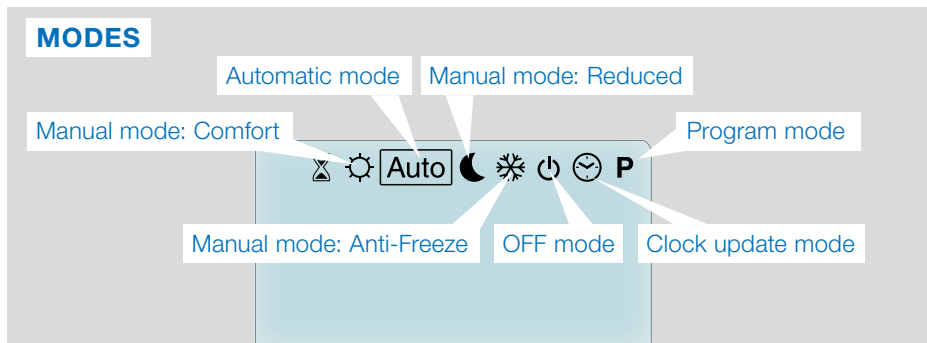 MODES
Automatic mode
Manual mode: Reduced
Manual mode: Comfort
Program mode
Auto
P
Manual mode: Anti-Freeze
OFF mode
Clock update mode